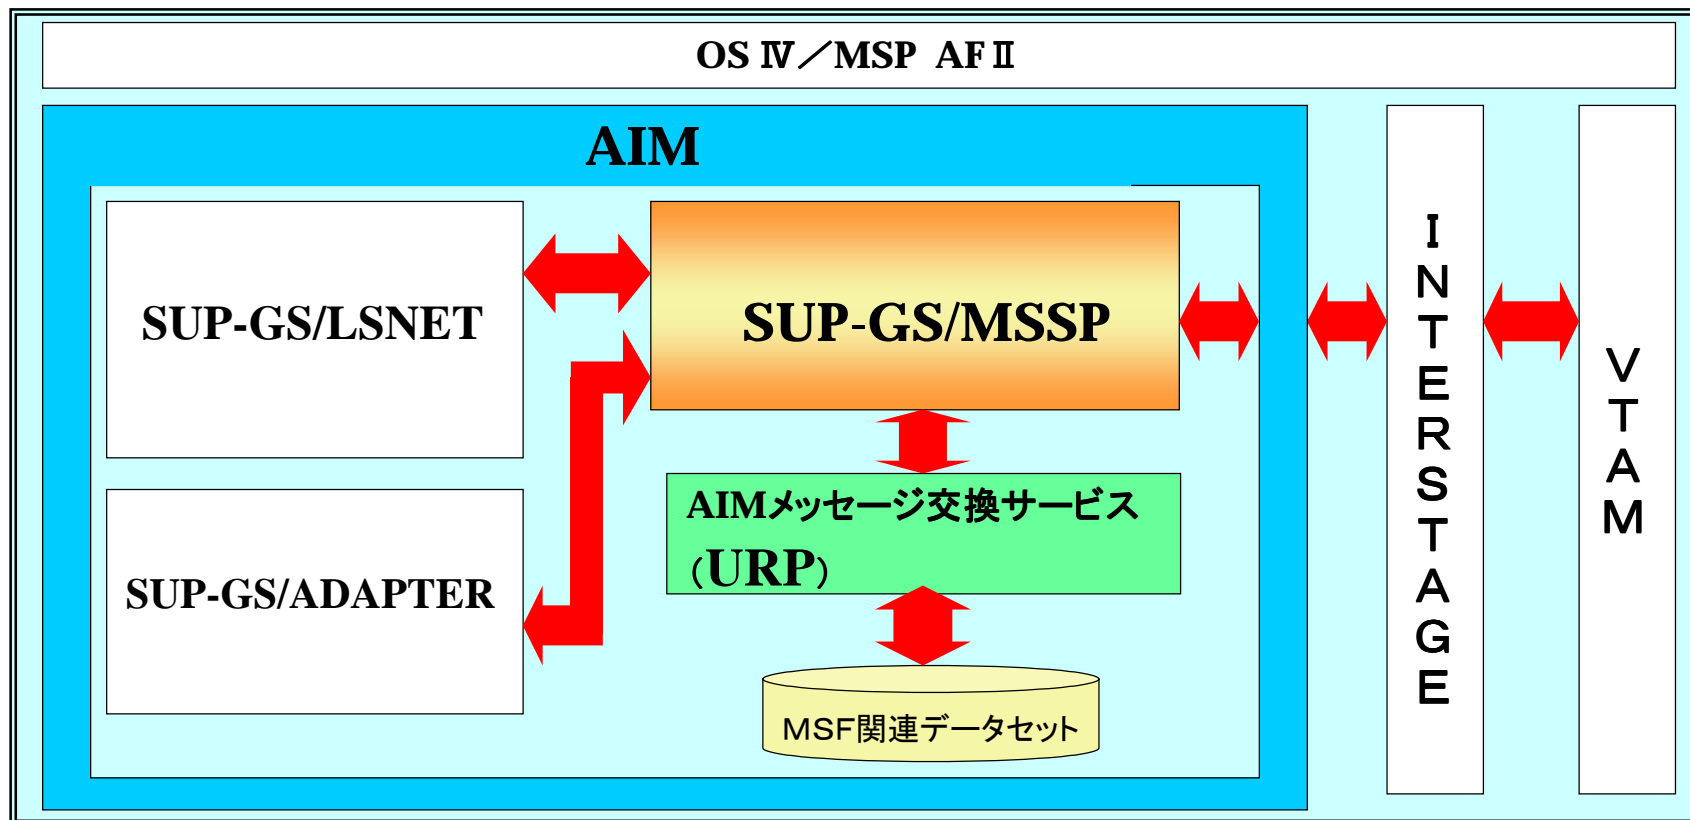 OS Ⅳ／MSP AFⅡ
AIM
SUP-GS/LSNET
SUP-GS/MSSP
SUP-GS/ADAPTER
AIMメッセージ交換サービス
（URP）
MSF関連データセット
INTERSTAGE
VTAM